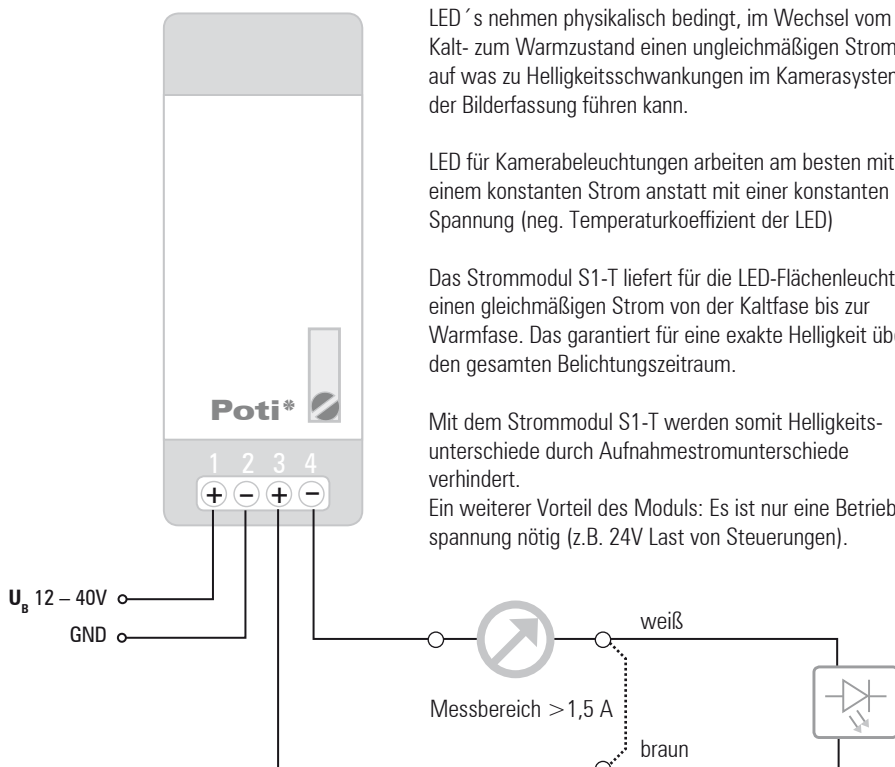 LED´s nehmen physikalisch bedingt, im Wechsel vom
Kalt- zum Warmzustand einen ungleichmäßigen Strom
auf was zu Helligkeitsschwankungen im Kamerasystem
der Bilderfassung führen kann.
LED für Kamerabeleuchtungen arbeiten am besten mit
einem konstanten Strom anstatt mit einer konstanten
Spannung (neg. Temperaturkoeffizient der LED)
Das Strommodul S1-T liefert für die LED-Flächenleucht
einen gleichmäßigen Strom von der Kaltfase bis zur
Warmfase. Das garantiert für eine exakte Helligkeit üb
den gesamten Belichtungszeitraum.
Mit dem Strommodul S1-T werden somit Helligkeits-
unterschiede durch Aufnahmestromunterschiede
verhindert.
Ein weiterer Vorteil des Moduls: Es ist nur eine Betrieb
spannung nötig (z.B. 24V Last von Steuerungen).
Poti*
1 2 3 4
+ − + −
U_B 12 – 40V
GND
weiß
Messbereich >1,5 A
braun